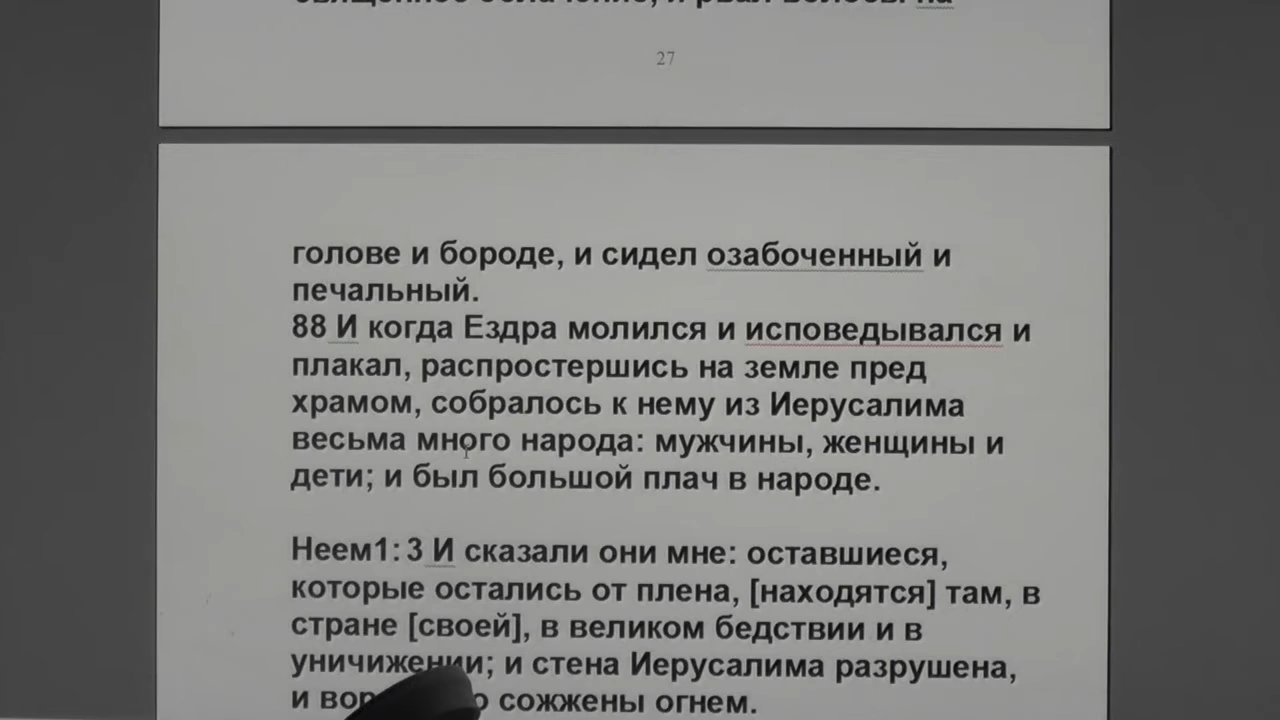 27
голове и бороде, и сидел озабоченный и
печальный.
88 И когда Ездра молился и исповедывался и
плакал, распростершись на земле пред
храмом, собралось к нему из Иерусалима
весьма много народа: мужчины, женщины и
дети; и был большой плач в народе.
Неем1: 3 И сказали они мне: оставшиеся,
которые остались от плена, [находятся] там, в
стране [своей], в великом бедствии и в
уничижении; и стена Иерусалима разрушена,
и сожжены огнем.